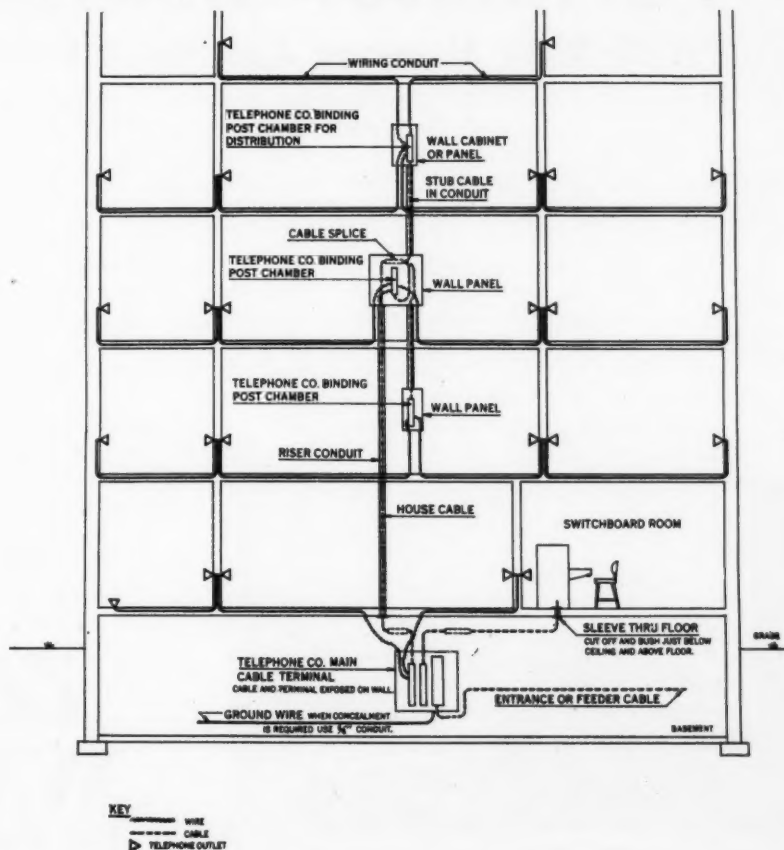 WIRING CONDUIT
TELEPHONE CO. BINDING
POST CHAMBER FOR
DISTRIBUTION
WALL CABINET
OR PANEL
STUB CABLE
IN CONDUIT
CABLE SPLICE
TELEPHONE CO. BINDING
POST CHAMBER
WALL PANEL
TELEPHONE CO. BINDING
POST CHAMBER
WALL PANEL
RISER CONDUIT
HOUSE CABLE
SWITCHBOARD ROOM
SLEEVE THRU FLOOR
CUT OFF AND BUSH JUST BELOW
CEILING AND ABOVE FLOOR.
GRADE
TELEPHONE CO. MAIN
CABLE TERMINAL
CABLE AND TERMINAL EXPOSED ON WALL.
ENTRANCE OR FEEDER CABLE
GROUND WIRE WHEN CONCEALMENT
IS REQUIRED USE CONDUIT.
BASEMENT
KEY
WIRE
CABLE
TELEPHONE OUTLET